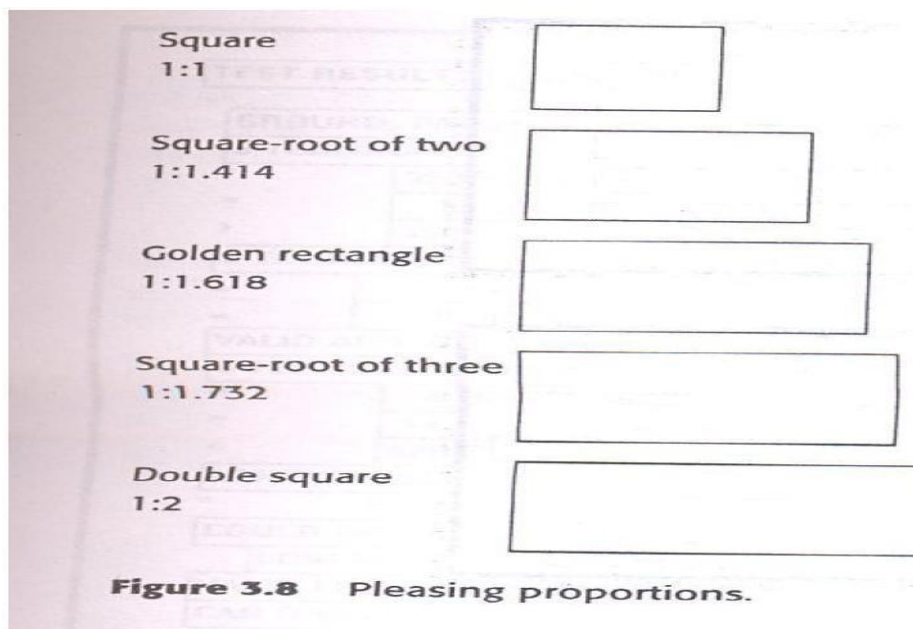 Square
1:1
Square-root of two
1:1.414
Golden rectangle
1:1.618
Square-root of three
1:1.732
Double square
1:2
Figure 3.8 Pleasing proportions.